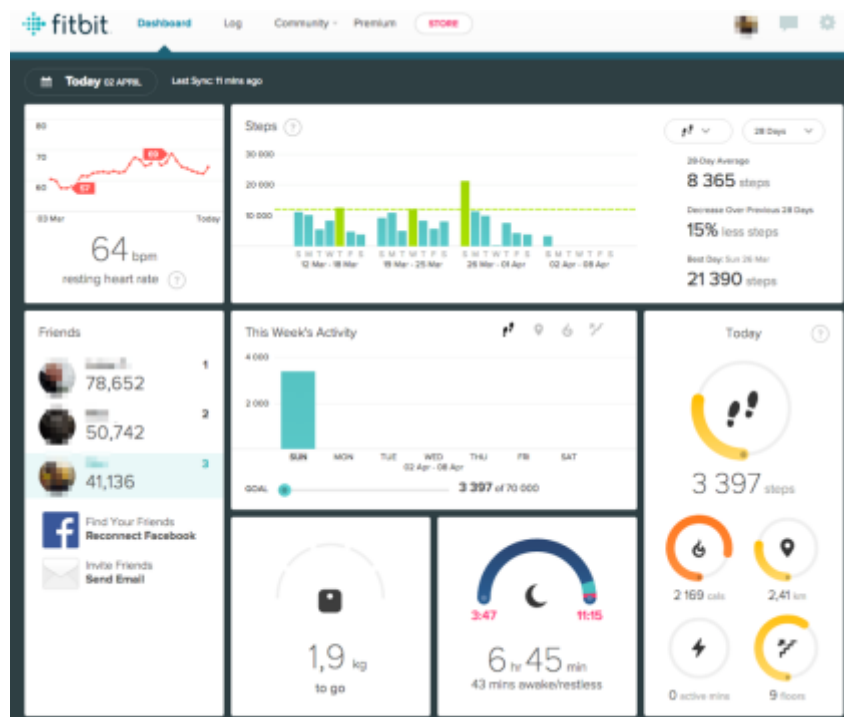 fitbit
Dashboard Log Community Premium STORE
Today 02 APRIL Last Sync: 11 mins ago
80
70
60
69
57
03 Mar Today
64 bpm
resting heart rate ?
Steps ?
30 000
20 000
10 000
S M T W T F S S M T W T F S S M T W T F S S M T W T F S
12 Mar - 18 Mar 19 Mar - 25 Mar 26 Mar - 01 Apr 02 Apr - 08 Apr
28 Days
28-Day Average
8 365 steps
Decrease Over Previous 28 Days
15% less steps
Best Day: Sun 26 Mar
21 390 steps
Friends
1
78,652
2
50,742
3
41,136
Find Your Friends
Reconnect Facebook
Invite Friends
Send Email
This Week's Activity
4 000
2 000
SUN MON TUE WED THU FRI SAT
02 Apr - 08 Apr
GOAL 3 397 of 70 000
1,9 kg
to go
3:47 11:15
6 hr 45 min
43 mins awake/restless
Today ?
3 397 steps
2 169 cals 2,41 km
0 active mins 9 floors